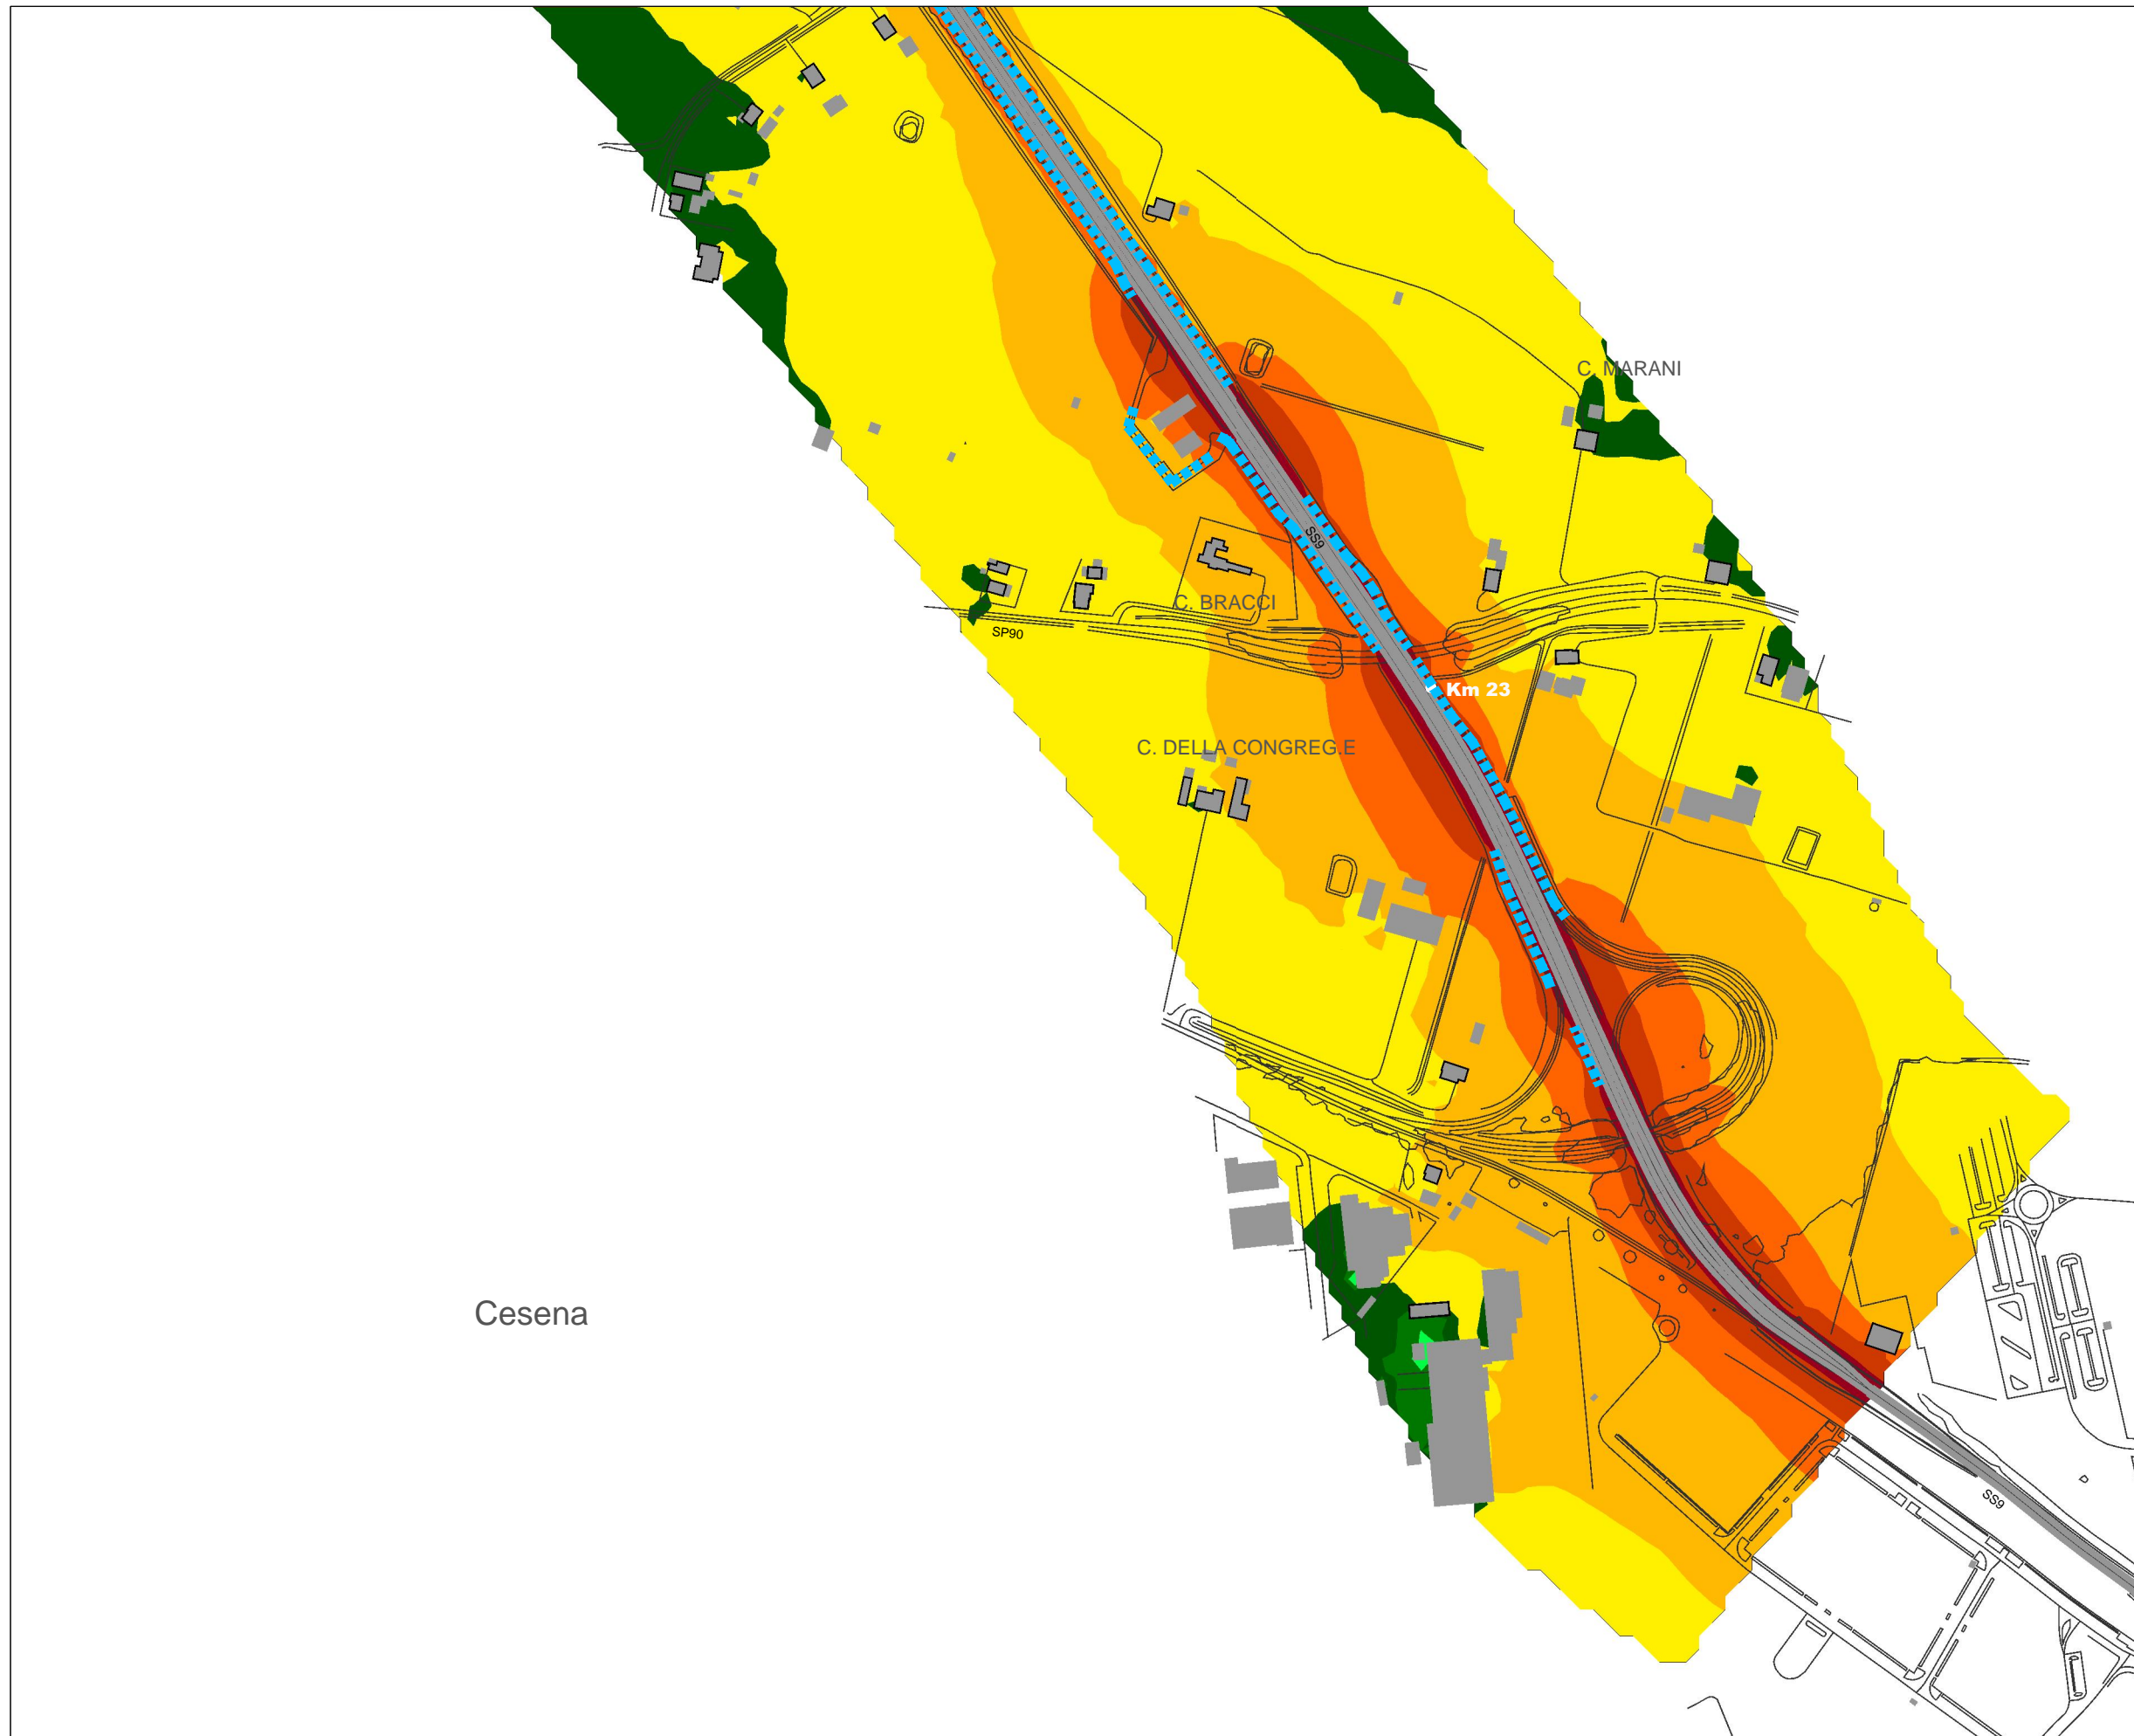 C. MARANI
SS9
C. BRACCI
SP90
Km 23
C. DELLA CONGREG.E
Cesena
SS9